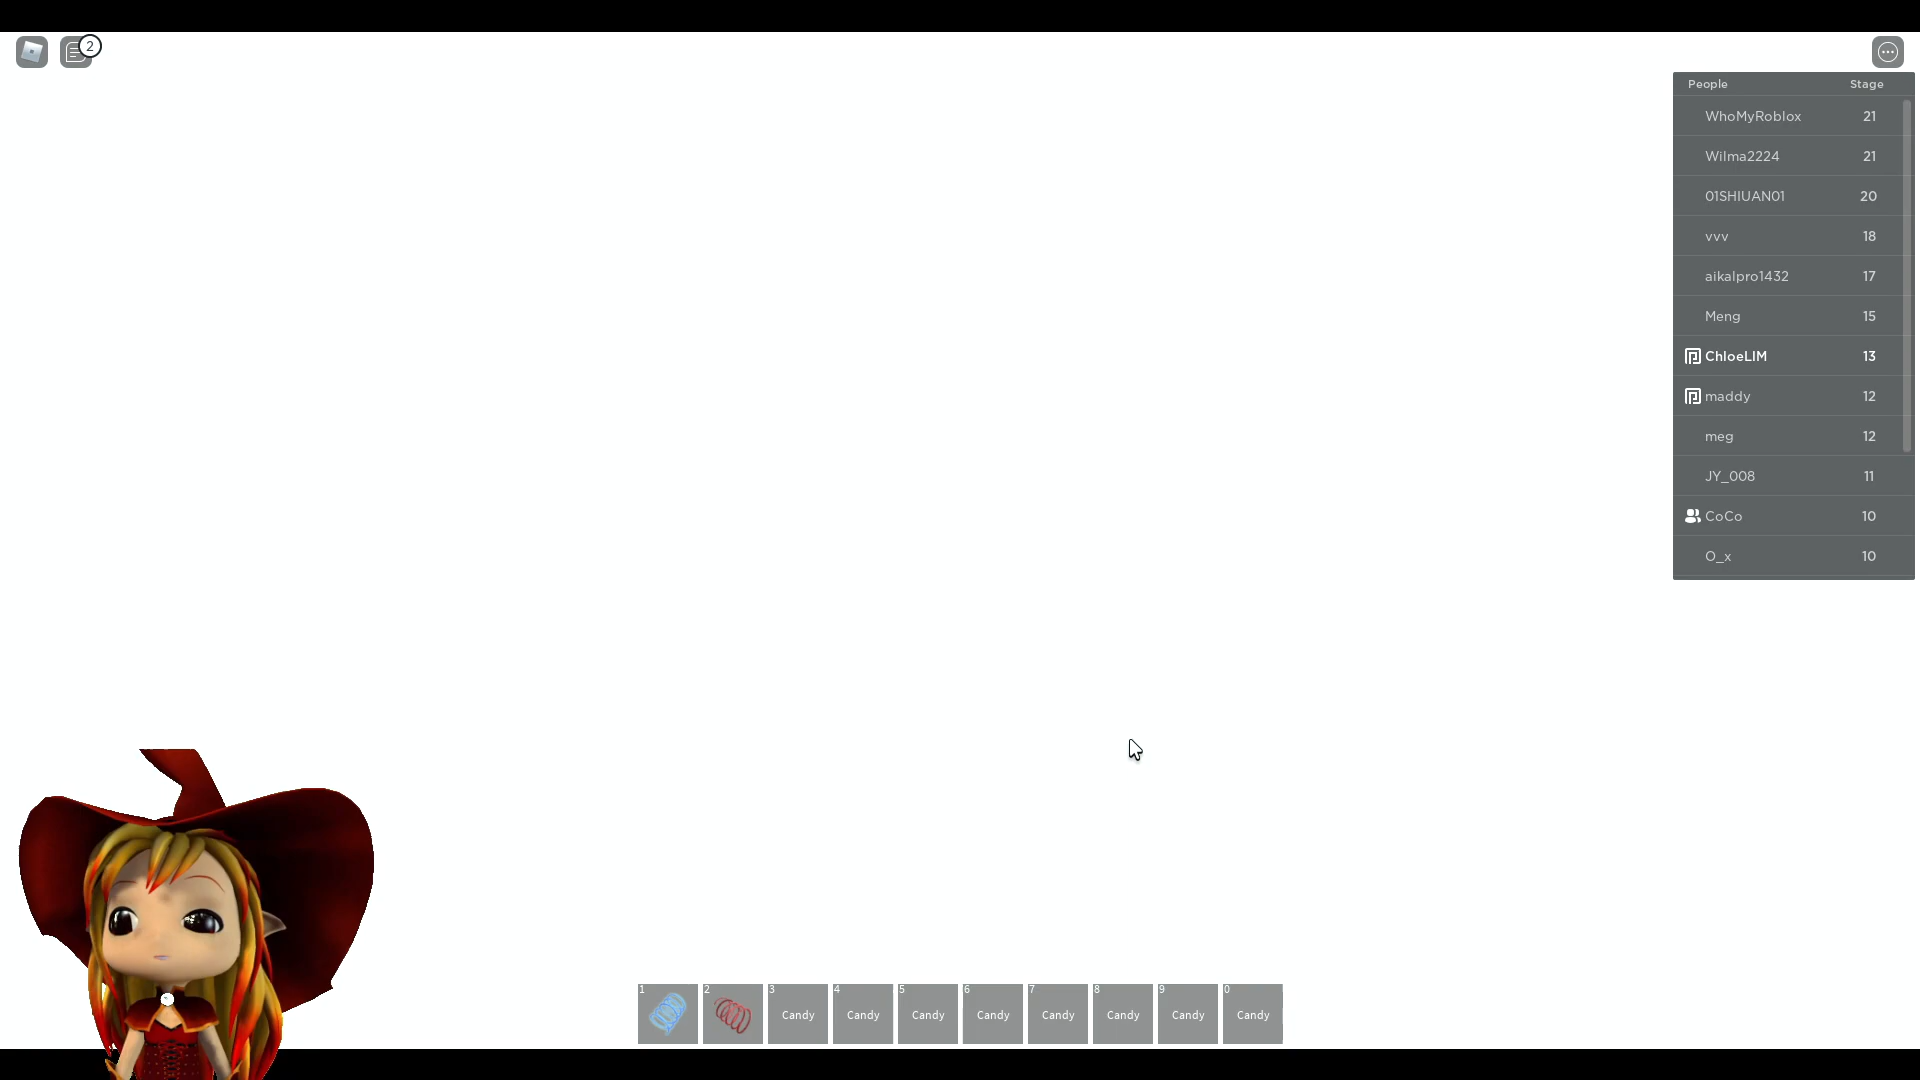 2
People Stage
WhoMyRoblox 21
Wilma2224 21
01SHIUAN01 20
vvv 18
aikalpro1432 17
Meng 15
ChloeLIM 13
maddy 12
meg 12
JY_008 11
CoCo 10
O_x 10
1 2 3 4 5 6 7 8 9 0
Candy Candy Candy Candy Candy Candy Candy Candy